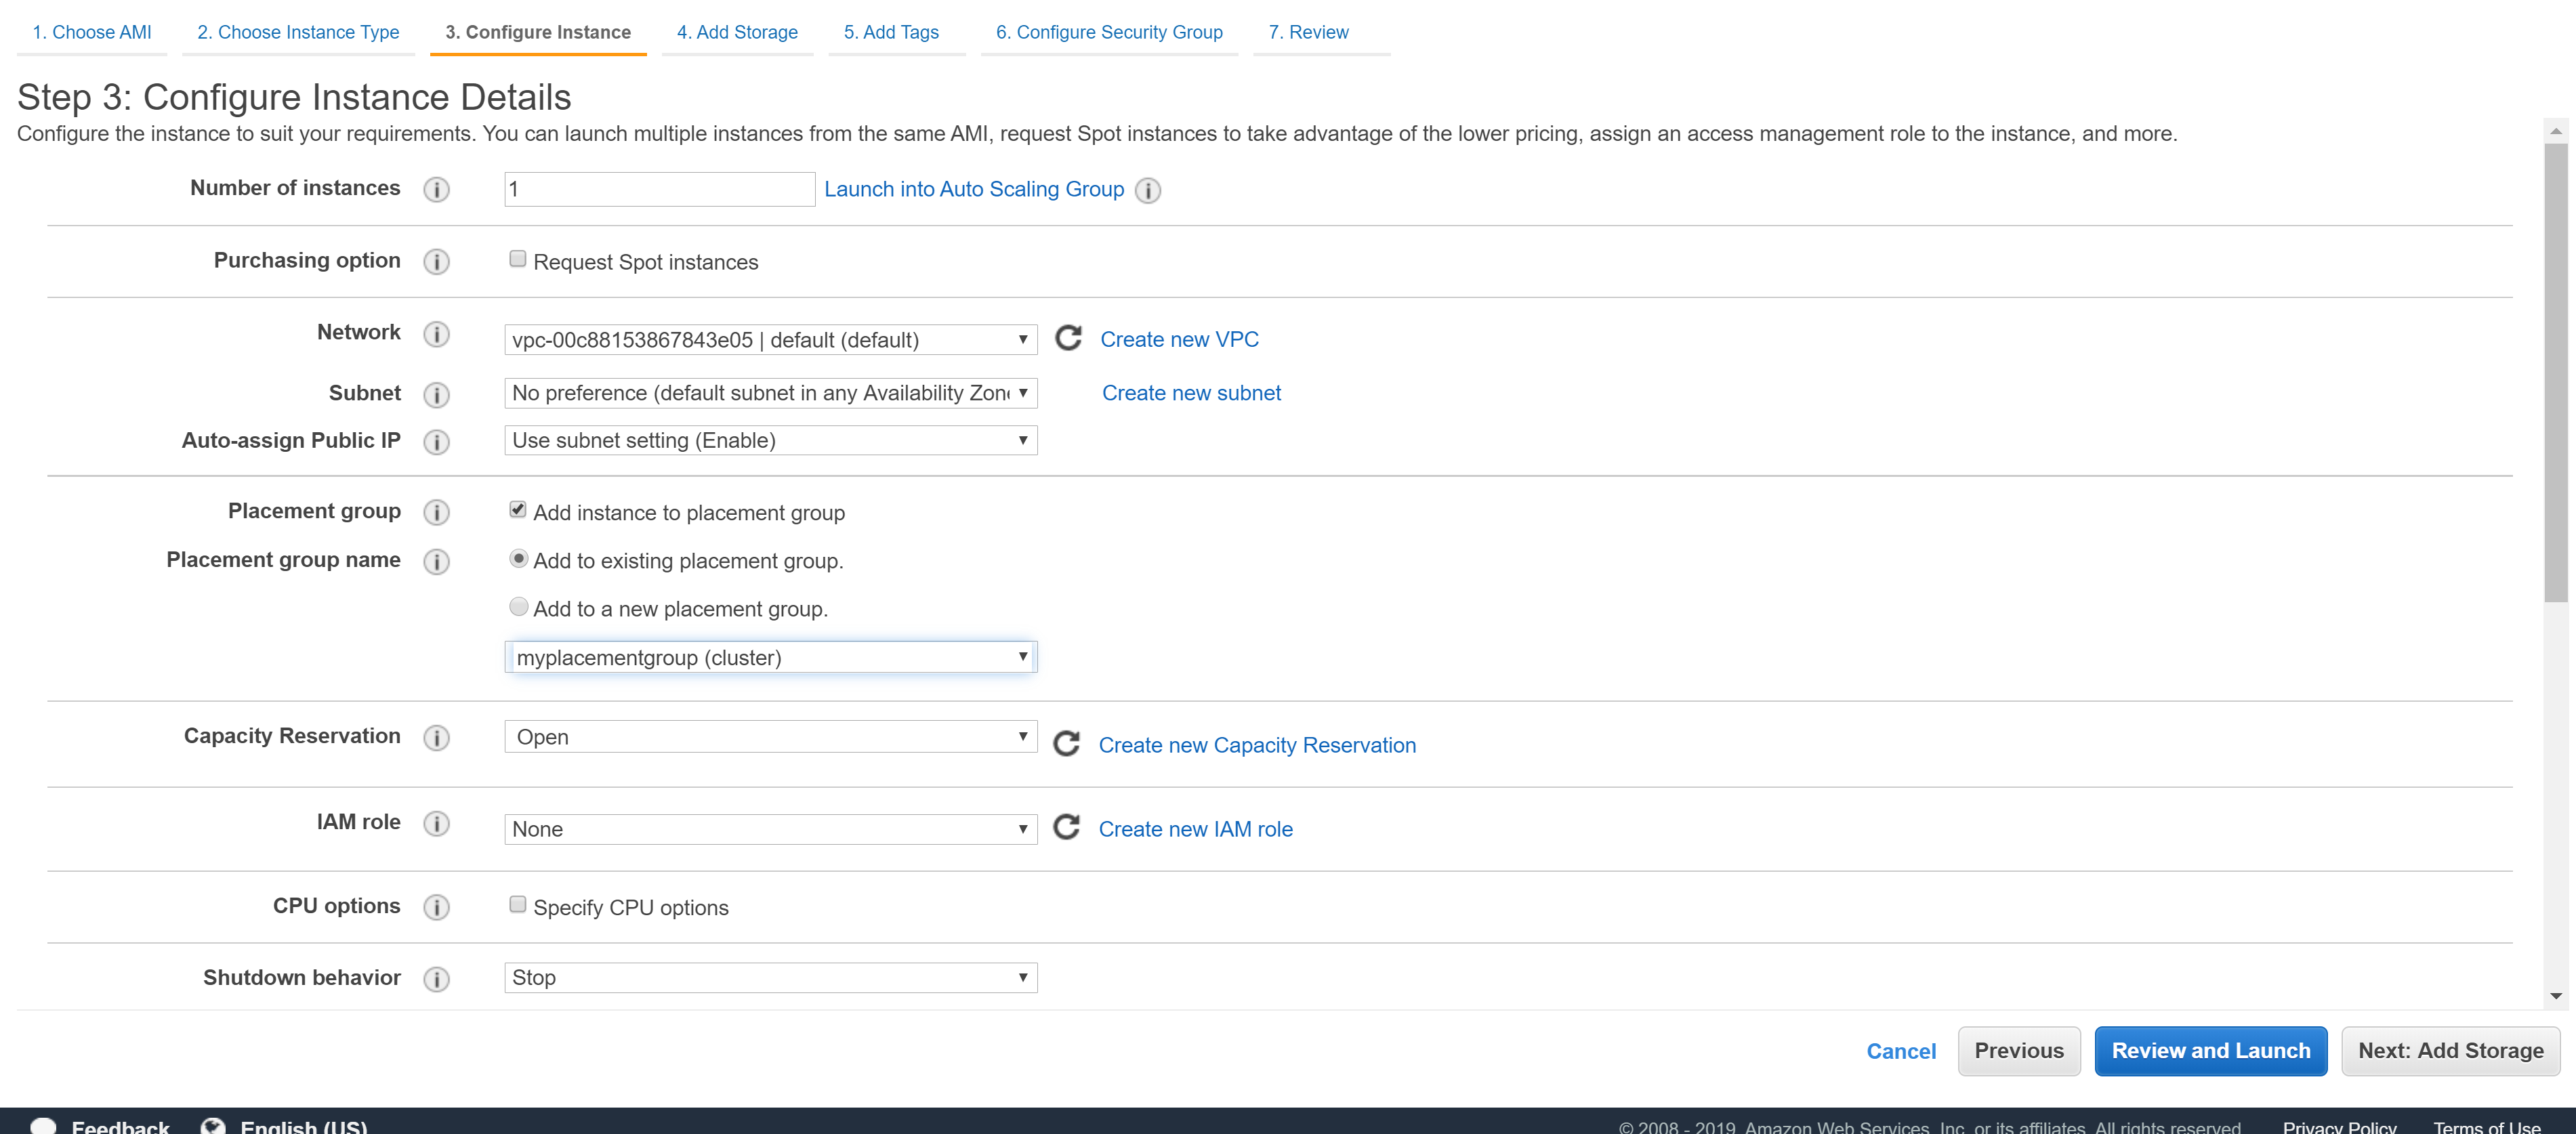 1. Choose AMI 2. Choose Instance Type 3. Configure Instance 4. Add Storage 5. Add Tags 6. Configure Security Group 7. Review
Step 3: Configure Instance Details
Configure the instance to suit your requirements. You can launch multiple instances from the same AMI, request Spot instances to take advantage of the lower pricing, assign an access management role to the instance, and more.
Number of instances 1 Launch into Auto Scaling Group
Purchasing option Request Spot instances
Network vpc-00c88153867843e05 | default (default) Create new VPC
Subnet No preference (default subnet in any Availability Zon Create new subnet
Auto-assign Public IP Use subnet setting (Enable)
Placement group Add instance to placement group
Placement group name Add to existing placement group.
Add to a new placement group.
myplacementgroup (cluster)
Capacity Reservation Open Create new Capacity Reservation
IAM role None Create new IAM role
CPU options Specify CPU options
Shutdown behavior Stop
Cancel Previous Review and Launch Next: Add Storage
Feedback English (US) © 2008 - 2019, Amazon Web Services, Inc. or its affiliates. All rights reserved. Privacy Policy Terms of Use